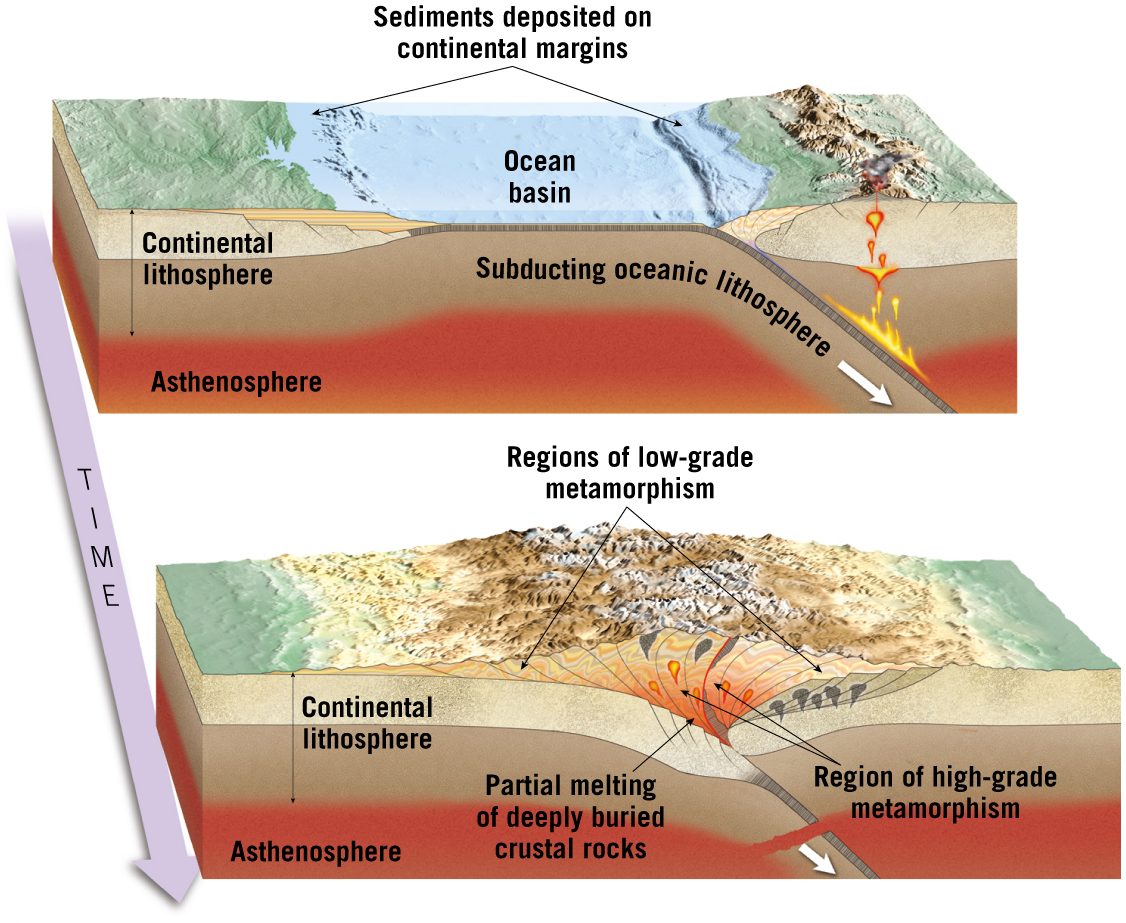 Sediments deposited on
continental margins
Ocean
basin
Continental
lithosphere
Subducting oceanic lithosphere
Asthenosphere
TIME
Regions of low-grade
metamorphism
Continental
lithosphere
Partial melting
of deeply buried
crustal rocks
Region of high-grade
metamorphism
Asthenosphere